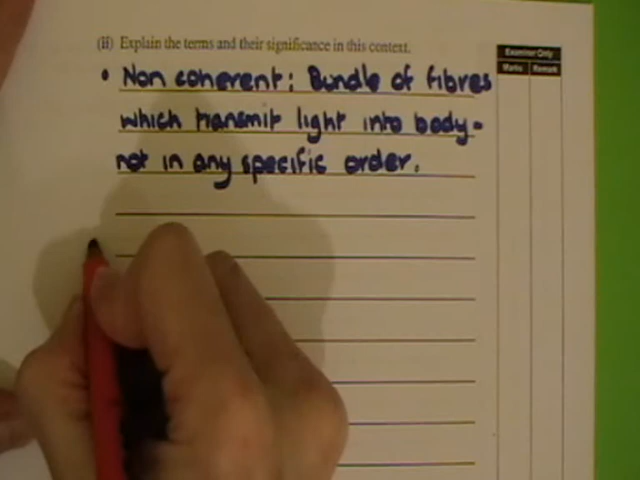 (ii) Explain the terms and their significance in this context.
Examiner Only
Marks Remark
• Non coherent: Bundle of fibres
which transmit light into body -
not in any specific order.